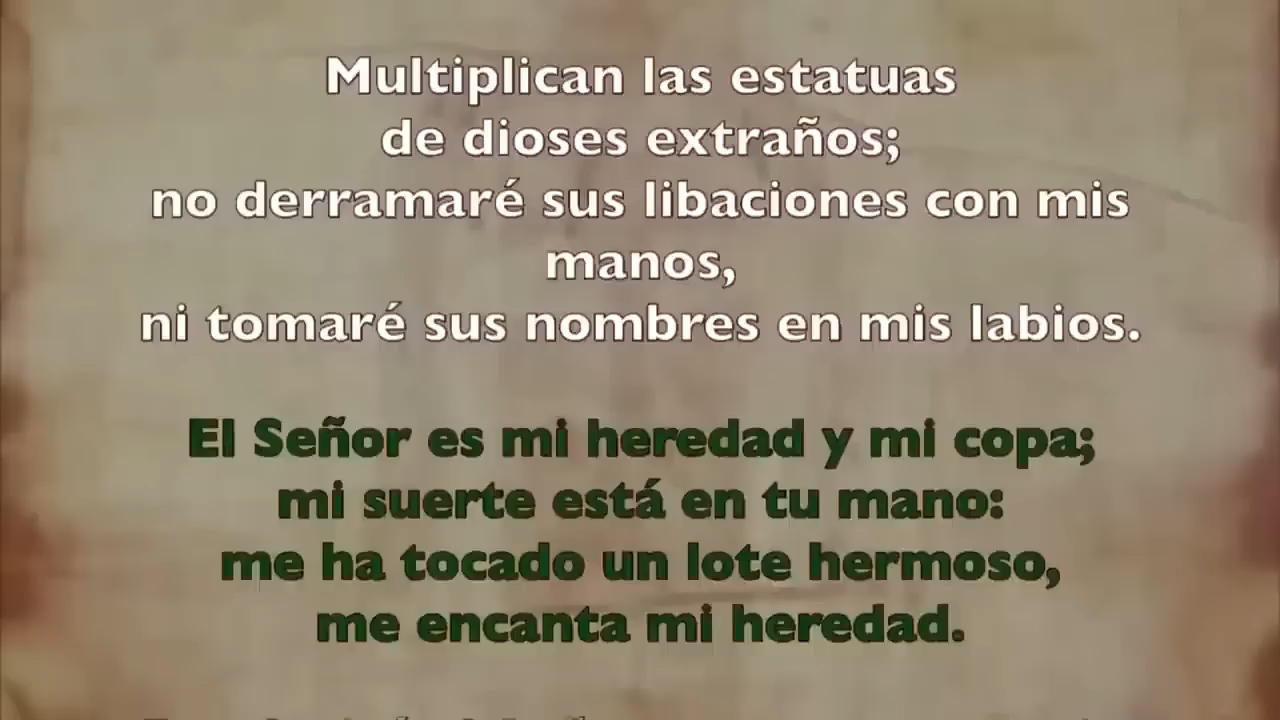 Multiplican las estatuas
de dioses extraños;
no derramaré sus libaciones con mis
manos,
ni tomaré sus nombres en mis labios.
El Señor es mi heredad y mi copa;
mi suerte está en tu mano:
me ha tocado un lote hermoso,
me encanta mi heredad.